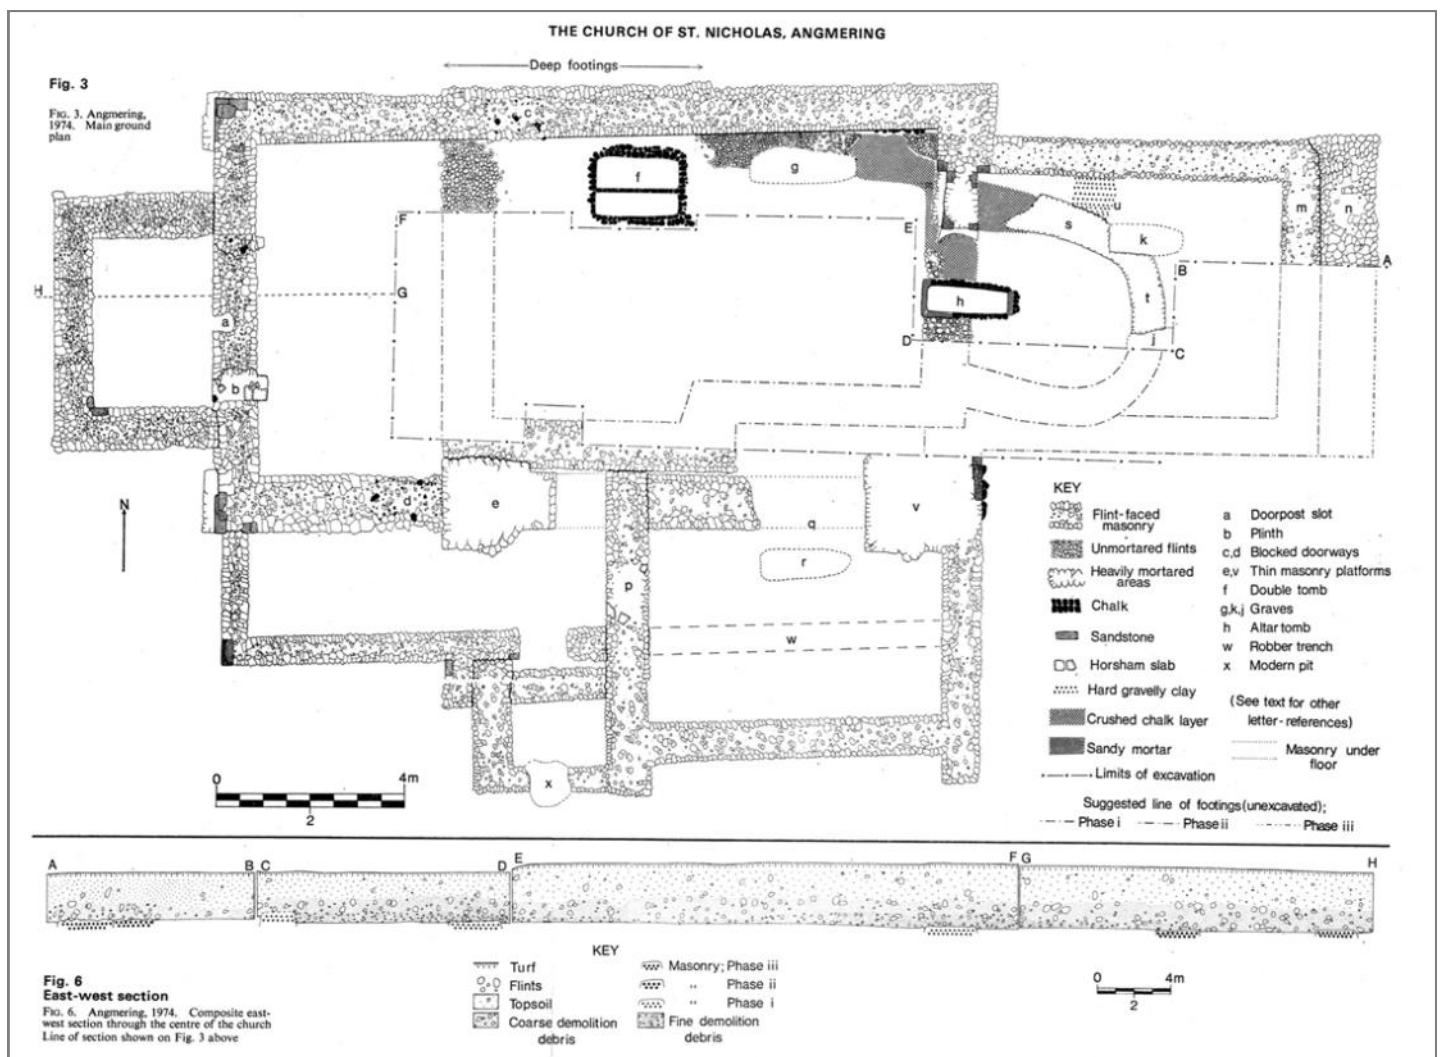 THE CHURCH OF ST. NICHOLAS, ANGMERING
Deep footings
Fig. 3
FIG. 3. Angmering,
1974. Main ground
plan
c
f
g
u
s
m
n
k
F
E
B
A
H
G
a
h
t
D
j
C
b
N
d
e
v
q
r
p
w
x
0
4m
2
KEY
Flint-faced
masonry
Unmortared flints
Heavily mortared
areas
Chalk
Sandstone
Horsham slab
Hard gravelly clay
Crushed chalk layer
Sandy mortar
Limits of excavation
a Doorpost slot
b Plinth
c,d Blocked doorways
e,v Thin masonry platforms
f Double tomb
g,k,j Graves
h Altar tomb
w Robber trench
x Modern pit
(See text for other
letter-references)
Masonry under
floor
Suggested line of footings (unexcavated);
Phase i Phase ii Phase iii
A B C D E F G H
KEY
Turf
Flints
Topsoil
Coarse demolition
debris
Masonry; Phase iii
" Phase ii
" Phase i
Fine demolition
debris
0 4m
2
Fig. 6
East-west section
FIG. 6. Angmering, 1974. Composite east-
west section through the centre of the church
Line of section shown on Fig. 3 above